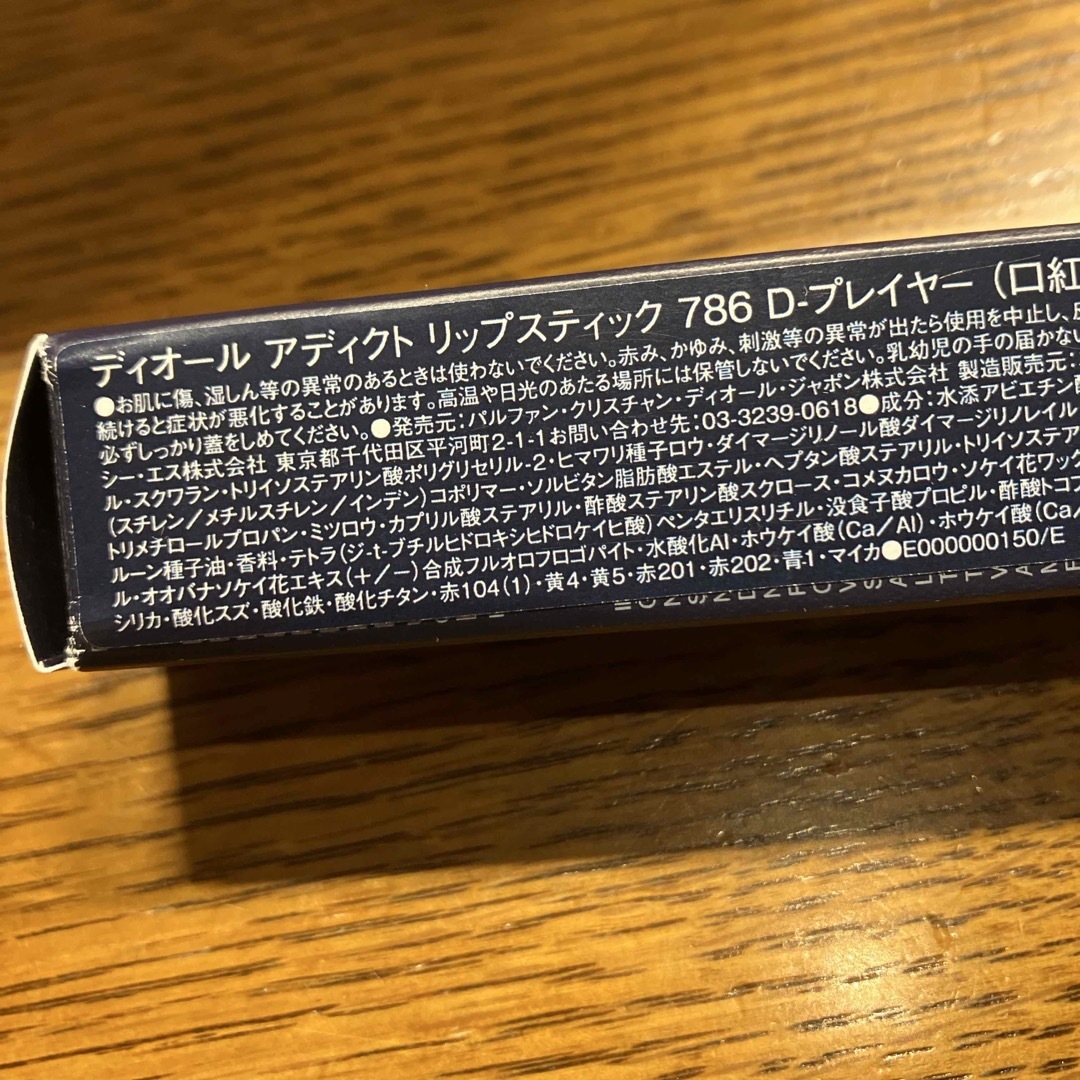 ディオール アディクト リップスティック 786 D-プレイヤー（口紅
●お肌に傷、湿しん等の異常のあるときは使わないでください。赤み、かゆみ、刺激等の異常が出たら使用を中止し、
続けると症状が悪化することがあります。高温や日光のあたる場所には保管しないでください。乳幼児の手の届かない
必ずしっかり蓋をしめてください。●発売元：パルファン・クリスチャン・ディオール・ジャポン株式会社 製造販売元：
シー・エス株式会社 東京都千代田区平河町2-1-1お問い合わせ先：03-3239-0618●成分：水添アビエチン酸
ル・スクワラン・トリイソステアリン酸ポリグリセリル-2・ヒマワリ種子ロウ・ダイマージリノール酸ダイマージリノレイル
(スチレン／メチルスチレン／インデン)コポリマー・ソルビタン脂肪酸エステル・ヘプタン酸ステアリル・トリイソステア
トリメチロールプロパン・ミツロウ・カプリル酸ステアリル・酢酸ステアリン酸スクロース・コメヌカロウ・ソケイ花ワック
ルーン種子油・香料・テトラ(ジ-t-ブチルヒドロキシヒドロケイヒ酸)ペンタエリスリチル・没食子酸プロピル・酢酸トコフ
ル・オオバナソケイ花エキス(＋／－)合成フルオロフロゴパイト・水酸化Al・ホウケイ酸(Ca／Al)・ホウケイ酸(Ca／
シリカ・酸化スズ・酸化鉄・酸化チタン・赤104(1)・黄4・黄5・赤201・赤202・青1・マイカ●E000000150/E